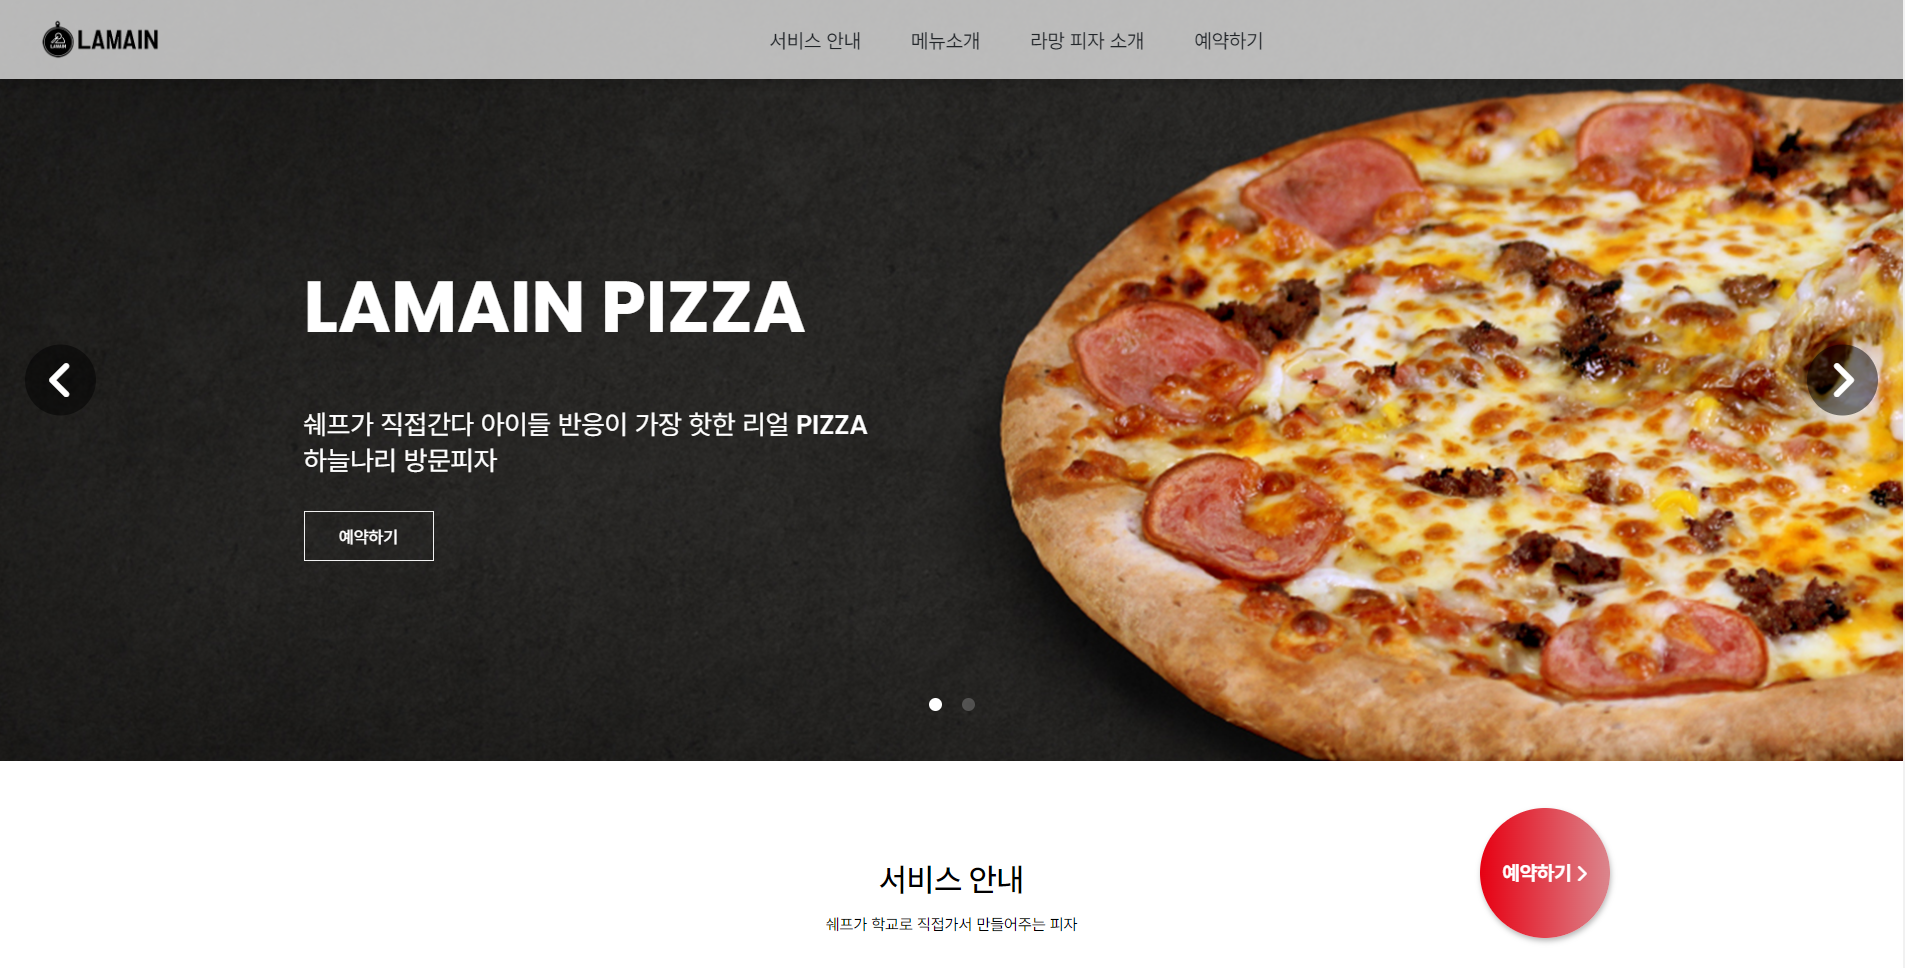 LAMAIN
서비스 안내
메뉴소개
라망 피자 소개
예약하기
LAMAIN PIZZA
쉐프가 직접간다 아이들 반응이 가장 핫한 리얼 PIZZA
하늘나리 방문피자
예약하기
서비스 안내
쉐프가 학교로 직접가서 만들어주는 피자
예약하기